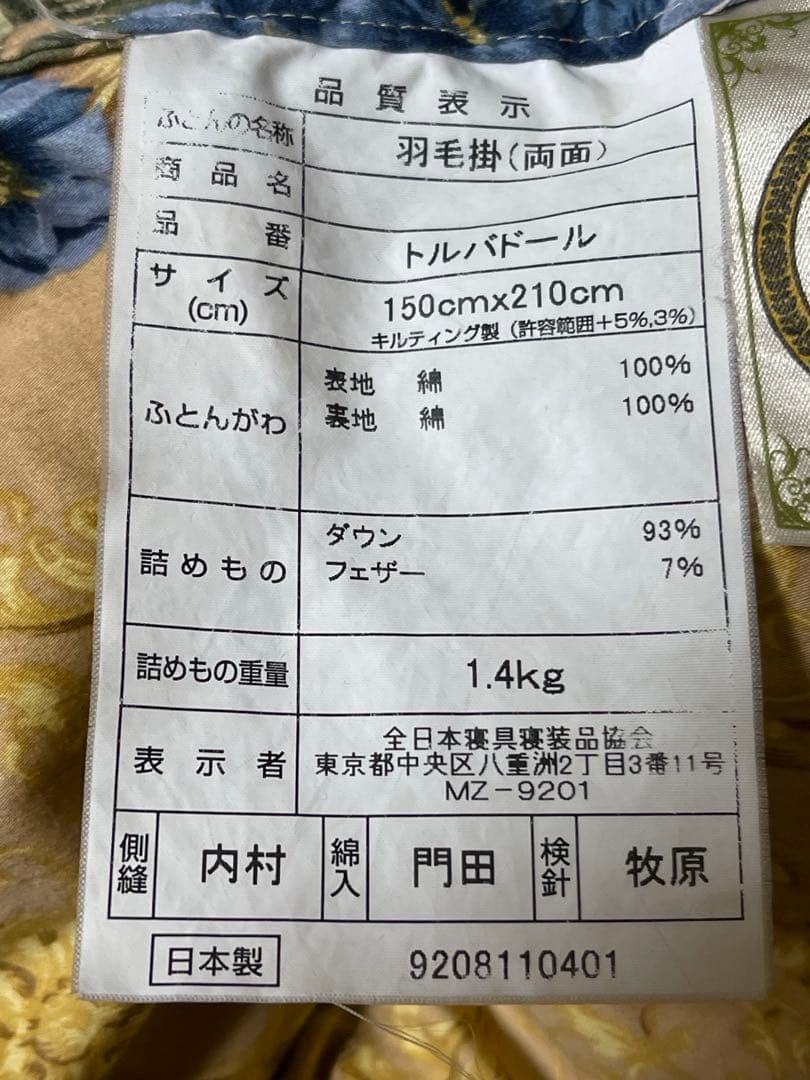 品質表示
ふとんの名称 羽毛掛(両面)
商品名
品番 トルバドール
サイズ(cm) 150cmx210cm
キルティング製(許容範囲+5%,3%)
ふとんがわ 表地 綿 100%
裏地 綿 100%
詰めもの ダウン 93%
フェザー 7%
詰めもの重量 1.4kg
表示者 全日本寝具寝装品協会
東京都中央区八重洲2丁目3番11号
MZ-9201
側縫 内村 綿入 門田 検針 牧原
日本製 9208110401